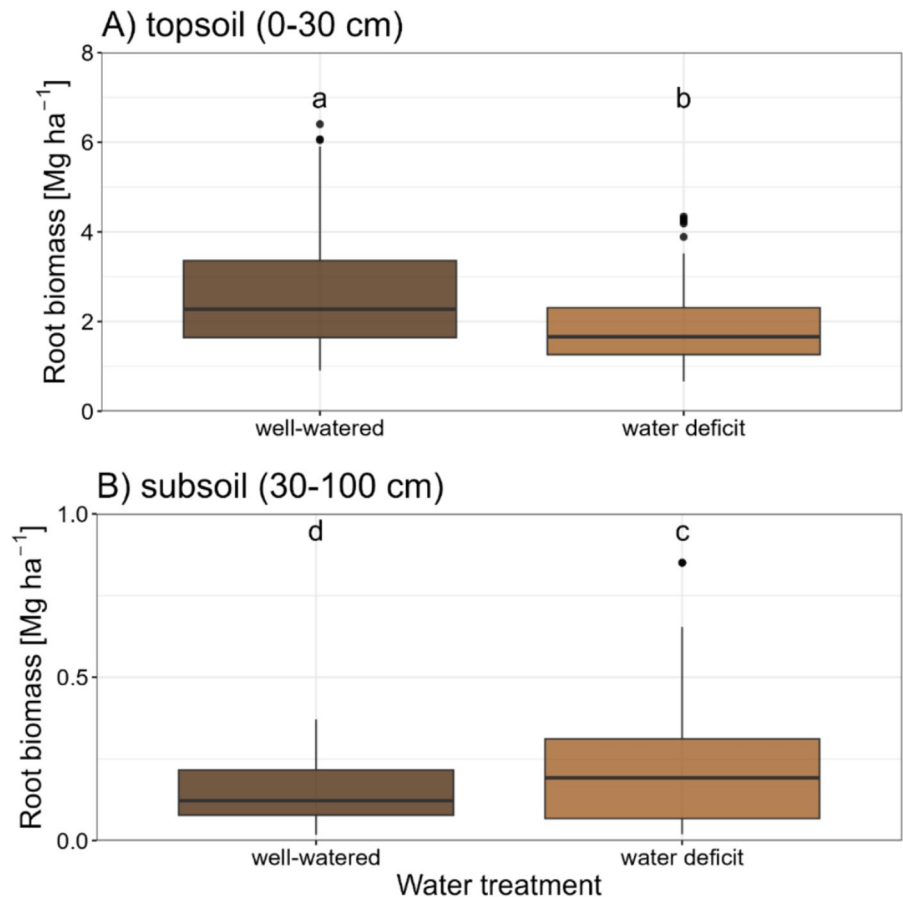 A) topsoil (0-30 cm)
Root biomass [Mg ha⁻¹]
8
6
4
2
0
a
b
well-watered
water deficit
B) subsoil (30-100 cm)
Root biomass [Mg ha⁻¹]
1.0
0.5
0.0
d
c
well-watered
water deficit
Water treatment